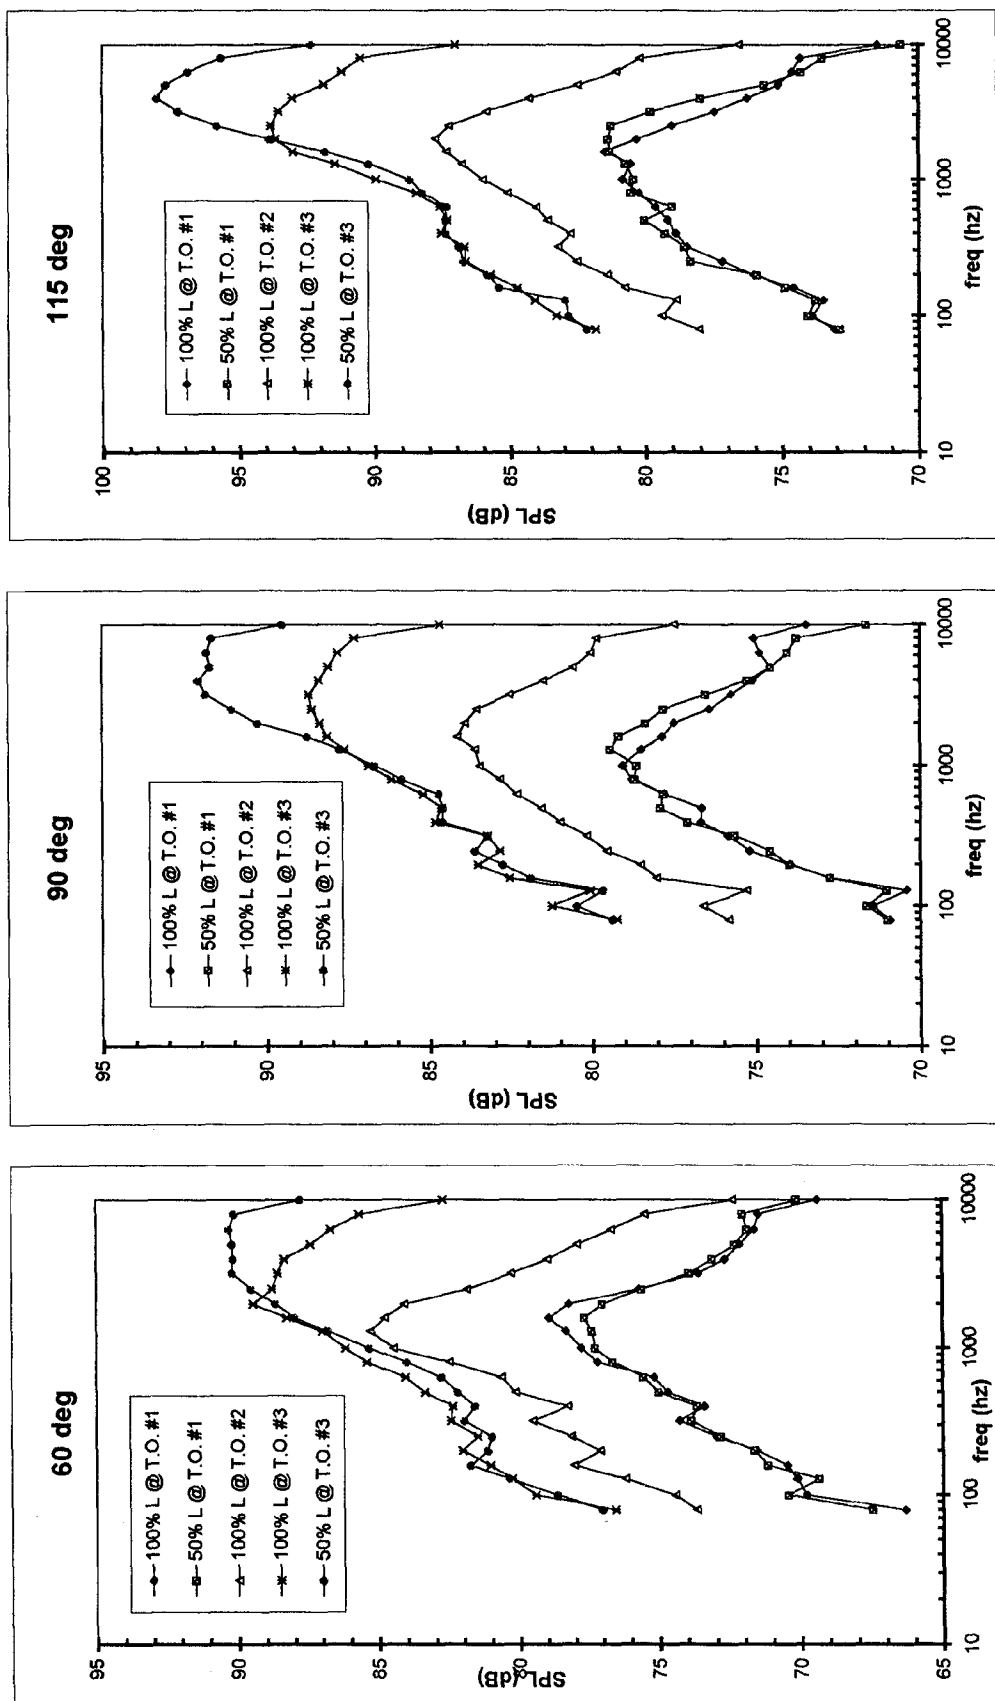 60 deg
95
90
85
80
75
70
65
SPL (dB)
10
100
1000
10000
freq (hz)
100% L @ T.O. #1
50% L @ T.O. #1
100% L @ T.O. #2
100% L @ T.O. #3
50% L @ T.O. #3
90 deg
95
90
85
80
75
70
SPL (dB)
10
100
1000
10000
freq (hz)
100% L @ T.O. #1
50% L @ T.O. #1
100% L @ T.O. #2
100% L @ T.O. #3
50% L @ T.O. #3
115 deg
100
95
90
85
80
75
70
SPL (dB)
10
100
1000
10000
freq (hz)
100% L @ T.O. #1
50% L @ T.O. #1
100% L @ T.O. #2
100% L @ T.O. #3
50% L @ T.O. #3